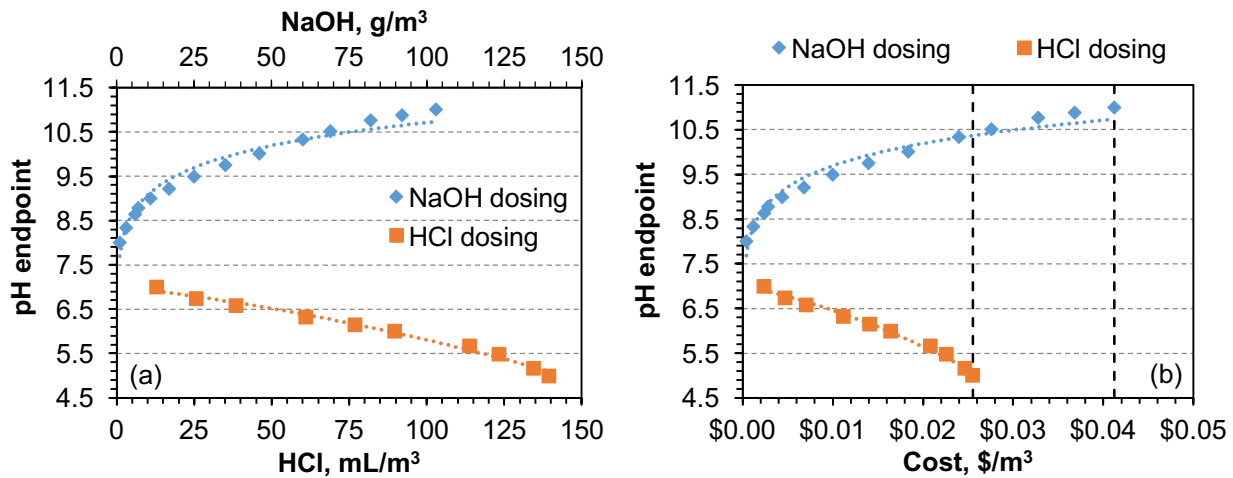 NaOH, g/m³
0 25 50 75 100 125 150
11.5
10.5
9.5
8.5
7.5
6.5
5.5
4.5
pH endpoint
NaOH dosing
HCl dosing
(a)
0 25 50 75 100 125 150
HCl, mL/m³
NaOH dosing HCl dosing
11.5
10.5
9.5
8.5
7.5
6.5
5.5
4.5
pH endpoint
(b)
$0.00 $0.01 $0.02 $0.03 $0.04 $0.05
Cost, $/m³